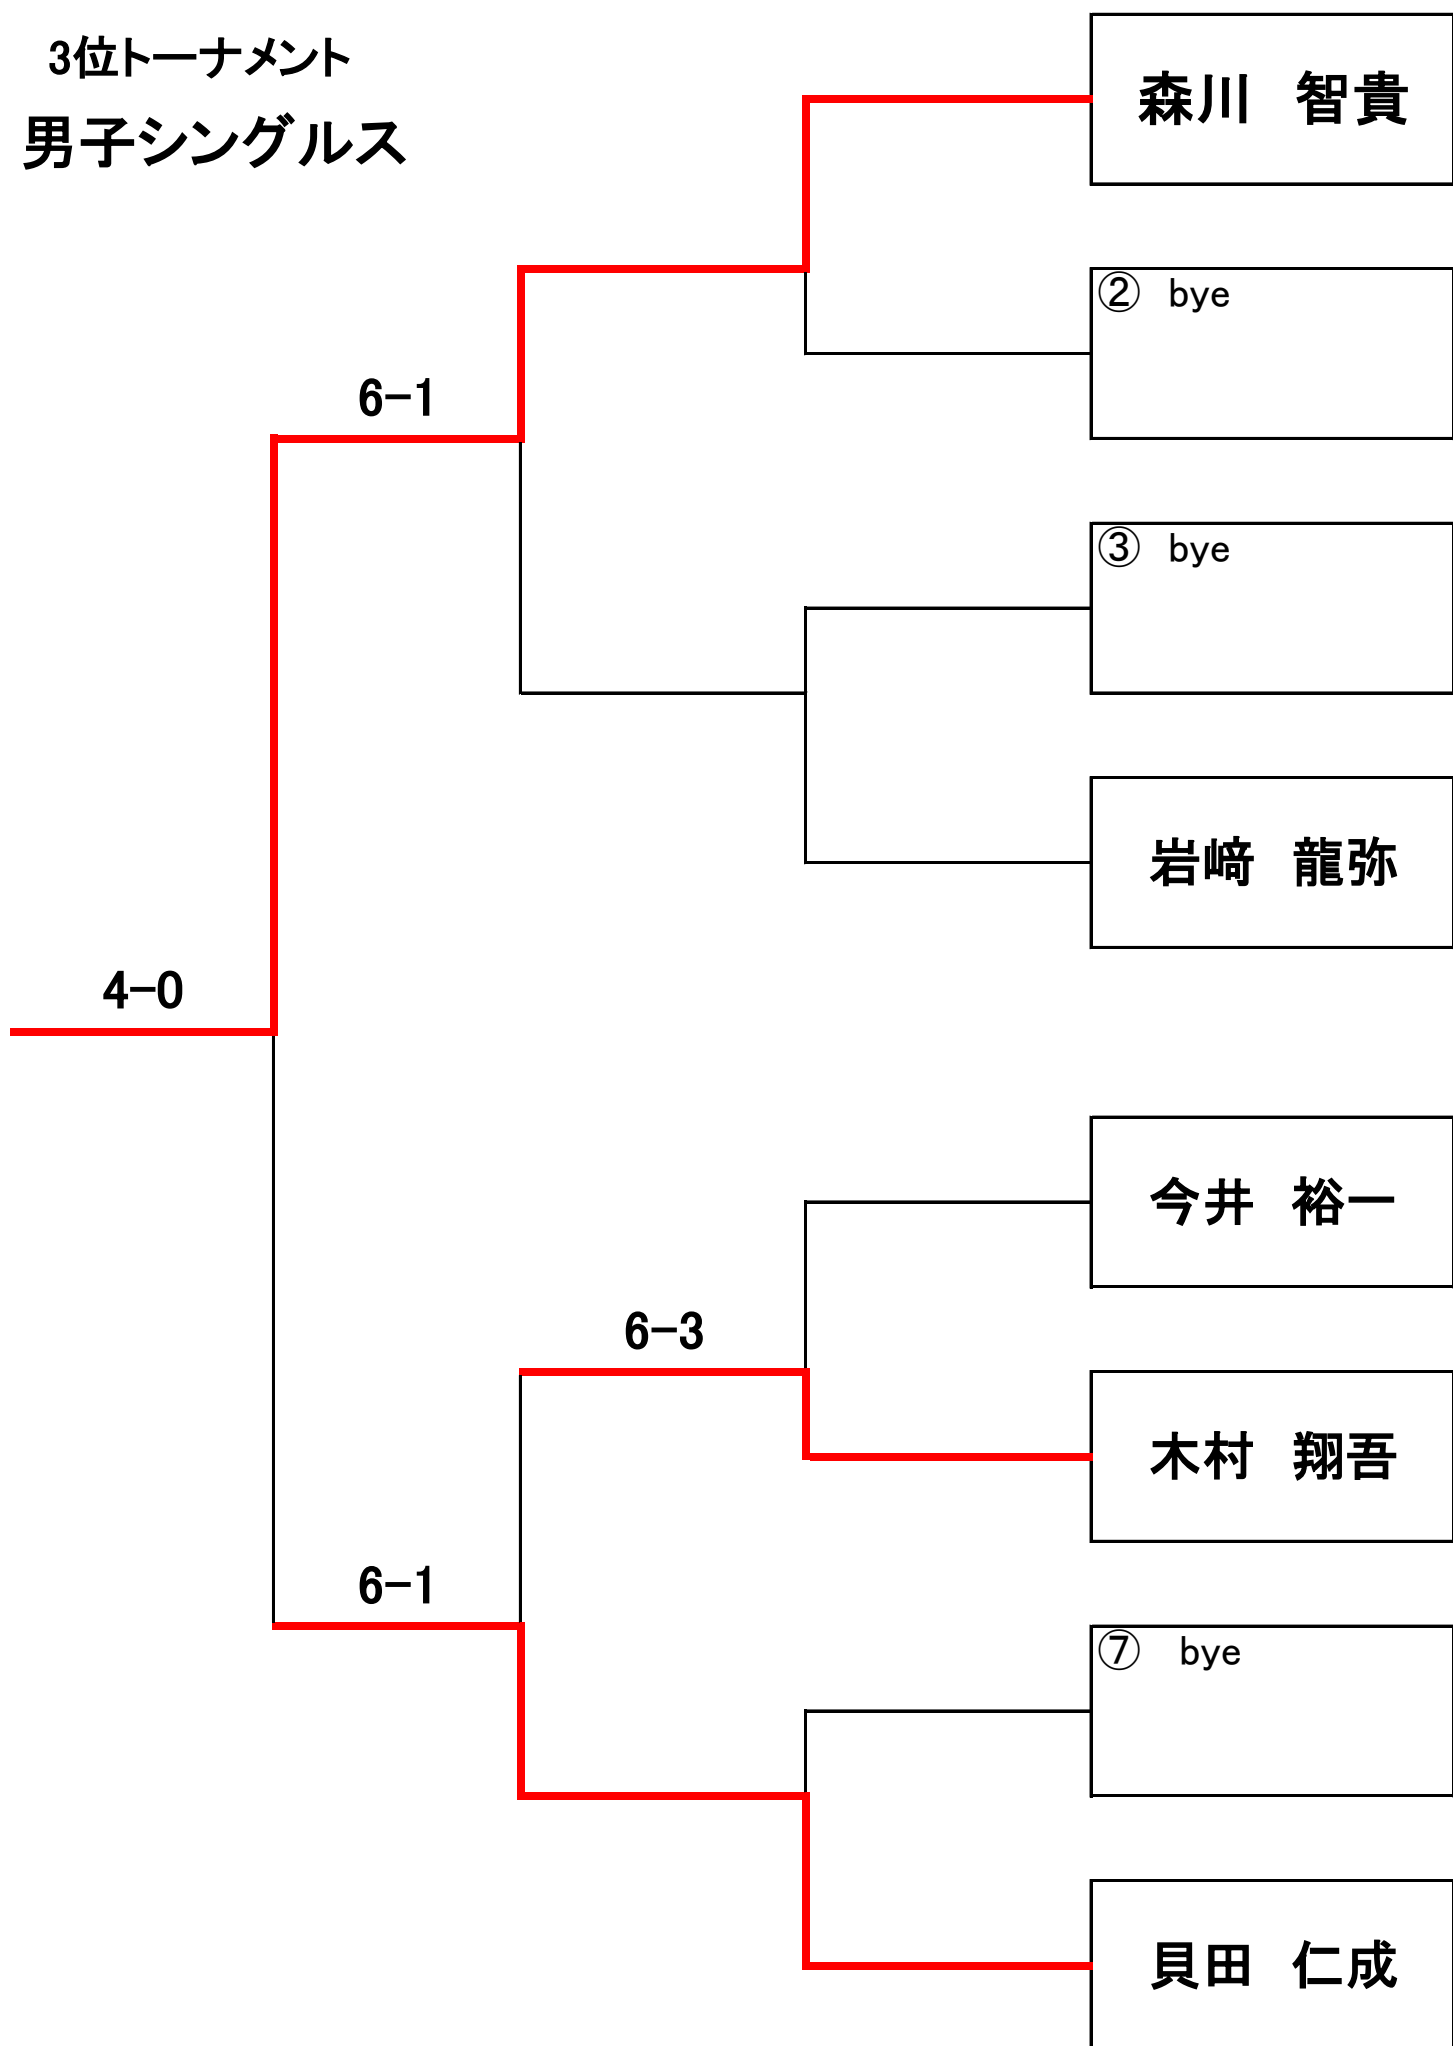 3位トーナメント
男子シングルス
森川　智貴
② bye
6-1
③ bye
岩﨑　龍弥
4-0
今井　裕一
6-3
木村　翔吾
6-1
⑦ bye
貝田　仁成